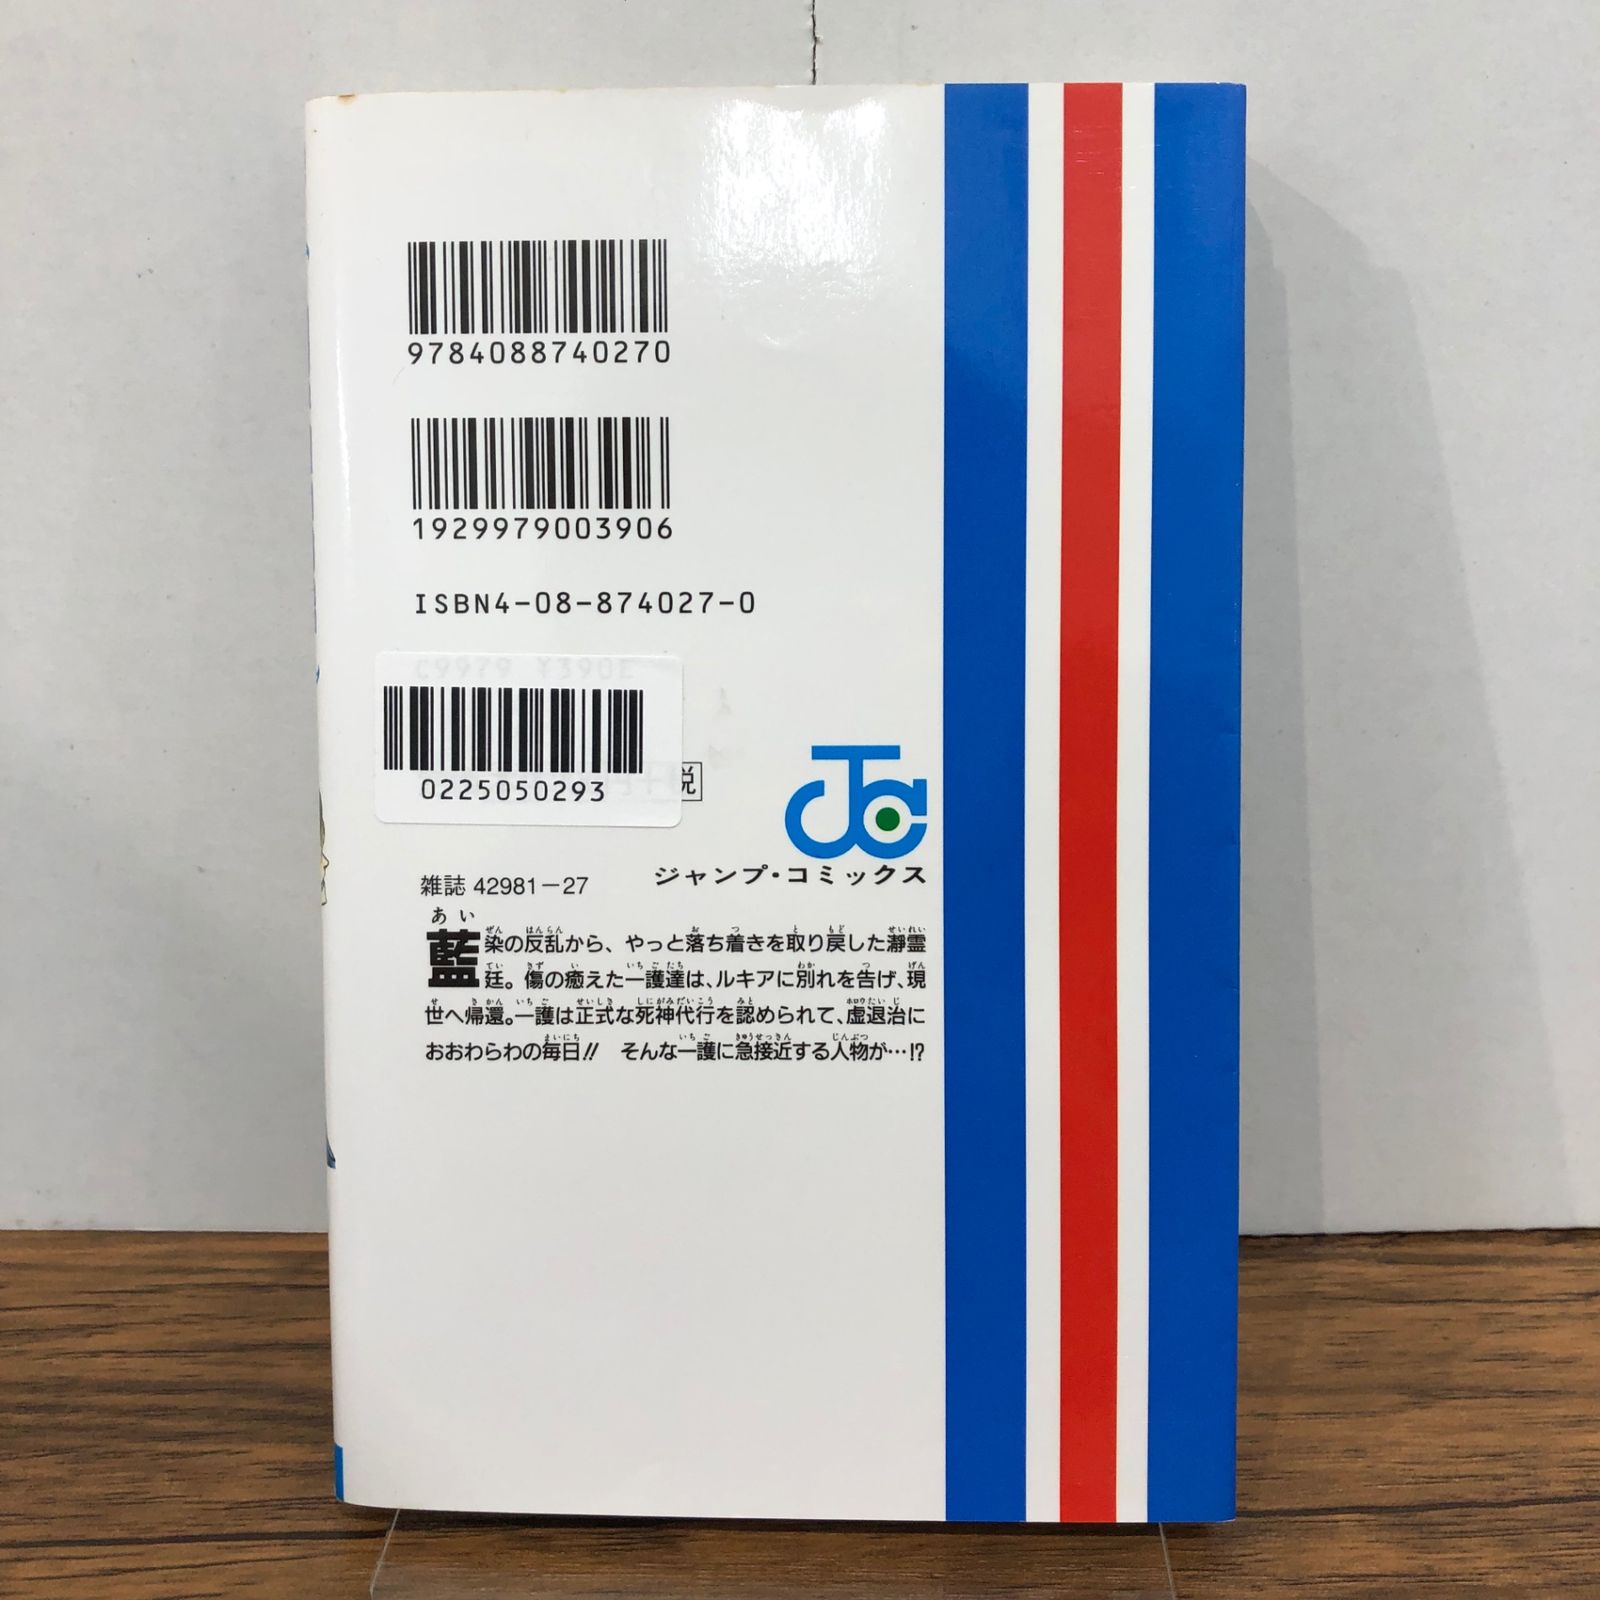 9784088740270
1929979003906
ISBN4-08-874027-0
C9979 ¥390E
0225050293
税
JC
ジャンプ・コミックス
雑誌 42981-27
藍染の反乱から、やっと落ち着きを取り戻した瀞霊
廷。傷の癒えた一護達は、ルキアに別れを告げ、現
世へ帰還。一護は正式な死神代行を認められて、虚退治に
おおわらわの毎日!! そんな一護に急接近する人物が…!?